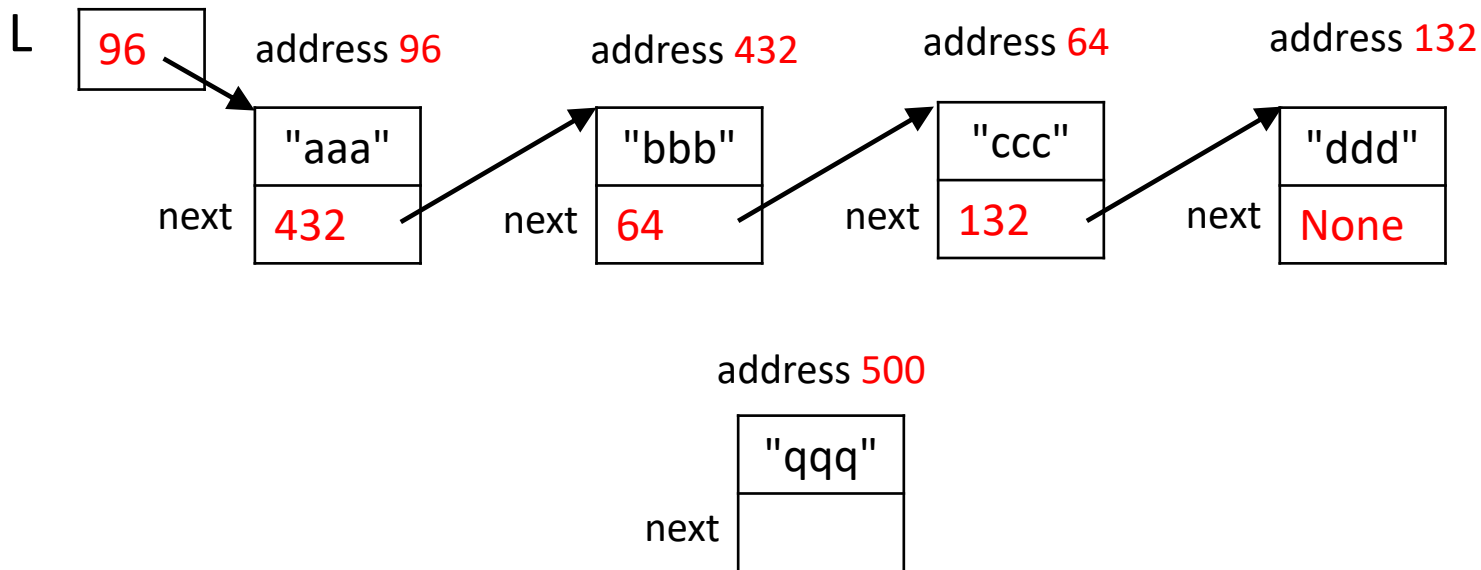 L 96 address 96 address 432 address 64 address 132
"aaa" "bbb" "ccc" "ddd"
next 432 next 64 next 132 next None
address 500
"qqq"
next